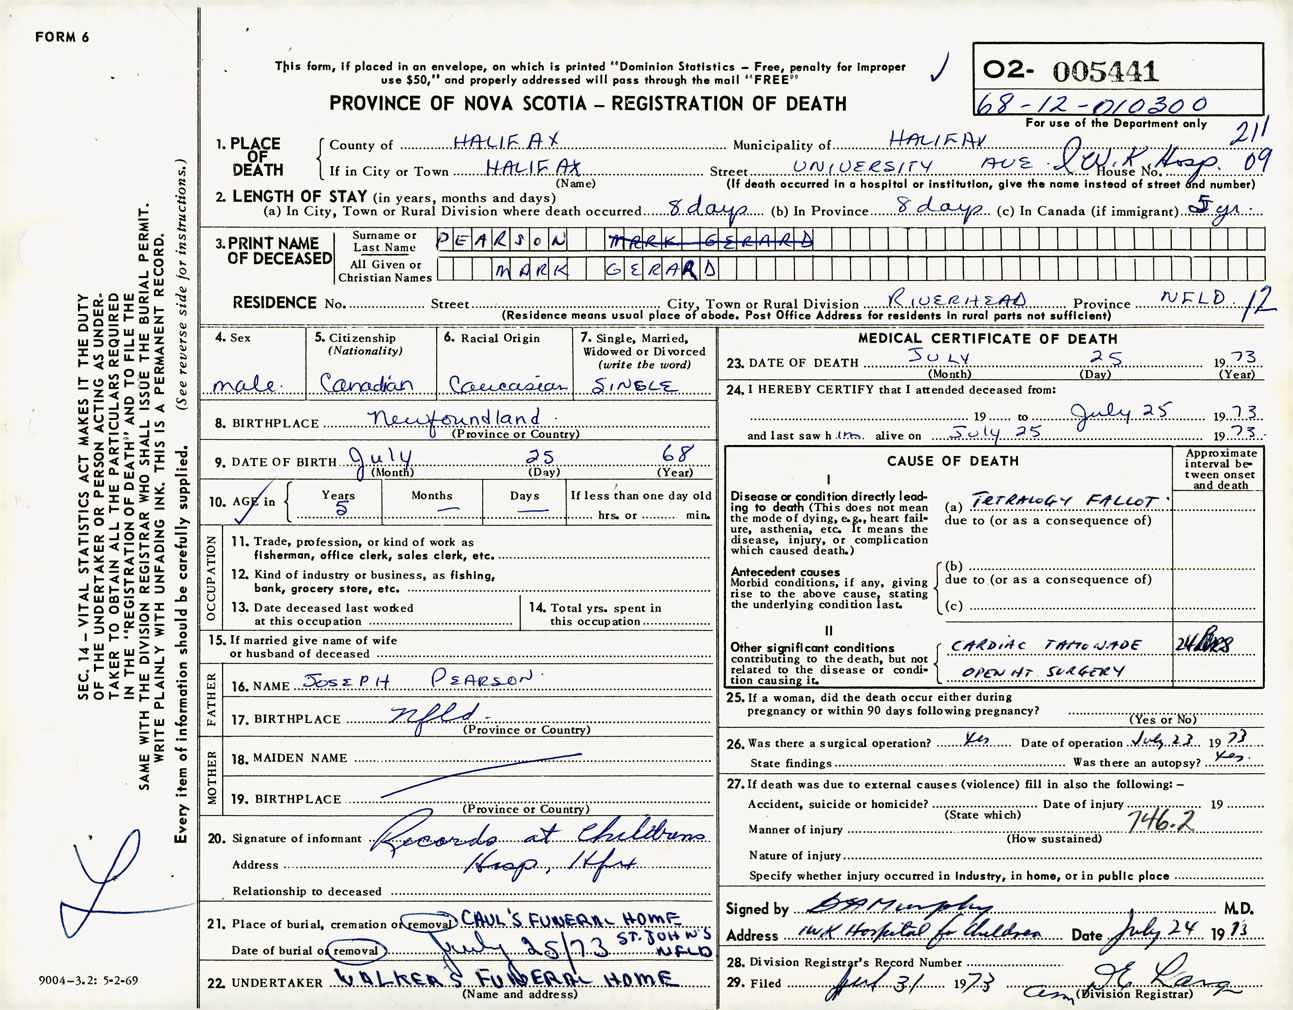 FORM 6
This form, if placed in an envelope, on which is printed "Dominion Statistics – Free, penalty for improper
use $50," and properly addressed will pass through the mail "FREE"
PROVINCE OF NOVA SCOTIA – REGISTRATION OF DEATH
02- 005441
68-12-010300
For use of the Department only
211
09
1. PLACE OF DEATH
County of HALIFAX Municipality of HALIFAX
If in City or Town HALIFAX Street UNIVERSITY AVE. I.W.K. Hosp. House No.
(Name) (If death occurred in a hospital or institution, give the name instead of street and number)
2. LENGTH OF STAY (in years, months and days)
(a) In City, Town or Rural Division where death occurred 8 days (b) In Province 8 days (c) In Canada (if immigrant) 5 yr.
3. PRINT NAME OF DECEASED
Surname or Last Name PEARSON MARK GERARD
All Given or Christian Names MARK GERARD
RESIDENCE No. Street City, Town or Rural Division RIVERHEAD Province NFLD 12
(Residence means usual place of abode. Post Office Address for residents in rural parts not sufficient)
4. Sex
male.
5. Citizenship
(Nationality)
Canadian
6. Racial Origin
Caucasian
7. Single, Married,
Widowed or Divorced
(write the word)
SINGLE
8. BIRTHPLACE Newfoundland.
(Province or Country)
9. DATE OF BIRTH July 25 68
(Month) (Day) (Year)
10. AGE in
Years 5
Months —
Days —
If less than one day old
hrs. or min.
OCCUPATION
11. Trade, profession, or kind of work as
fisherman, office clerk, sales clerk, etc.
12. Kind of industry or business, as fishing,
bank, grocery store, etc.
13. Date deceased last worked
at this occupation
14. Total yrs. spent in
this occupation
15. If married give name of wife
or husband of deceased
FATHER
16. NAME JOSEPH PEARSON.
17. BIRTHPLACE nfld.
(Province or Country)
MOTHER
18. MAIDEN NAME
19. BIRTHPLACE
(Province or Country)
20. Signature of informant Records at Childrens
Address Hosp, Hfx
Relationship to deceased
21. Place of burial, cremation or removal CAUL'S FUNERAL HOME
Date of burial or removal July 25/73 ST. JOHN'S NFLD
22. UNDERTAKER WALKER'S FUNERAL HOME
(Name and address)
MEDICAL CERTIFICATE OF DEATH
23. DATE OF DEATH JULY 25 1973
(Month) (Day) (Year)
24. I HEREBY CERTIFY that I attended deceased from:
19 to July 25 1973
and last saw him alive on July 25 1973.
CAUSE OF DEATH
Approximate
interval be-
tween onset
and death
I
Disease or condition directly lead-
ing to death (This does not mean
the mode of dying, e.g., heart fail-
ure, asthenia, etc. It means the
disease, injury, or complication
which caused death.)
(a) TETRALOGY FALLOT.
due to (or as a consequence of)
Antecedent causes
Morbid conditions, if any, giving
rise to the above cause, stating
the underlying condition last.
(b)
due to (or as a consequence of)
(c)
II
Other significant conditions
contributing to the death, but not
related to the disease or condi-
tion causing it.
CARDIAC TAMONADE 24 HRS
OPEN HT SURGERY
25. If a woman, did the death occur either during
pregnancy or within 90 days following pregnancy?
(Yes or No)
26. Was there a surgical operation? Yes Date of operation July 23 1973
State findings Was there an autopsy? Yes.
27. If death was due to external causes (violence) fill in also the following: –
Accident, suicide or homicide? Date of injury 19
(State which)
746.2
Manner of injury
(How sustained)
Nature of injury
Specify whether injury occurred in industry, in home, or in public place
Signed by Murphy M.D.
Address IWK Hospital for Children Date July 24 1973
28. Division Registrar's Record Number
29. Filed Jul 31 1973
(Division Registrar)
SEC. 14 – VITAL STATISTICS ACT MAKES IT THE DUTY
OF THE UNDERTAKER OR PERSON ACTING AS UNDER-
TAKER TO OBTAIN ALL THE PARTICULARS REQUIRED
IN THE "REGISTRATION OF DEATH" AND TO FILE THE
SAME WITH THE DIVISION REGISTRAR WHO SHALL ISSUE THE BURIAL PERMIT.
WRITE PLAINLY WITH UNFADING INK. THIS IS A PERMANENT RECORD.
Every item of information should be carefully supplied. (See reverse side for instructions.)
9004-3.2: 5-2-69